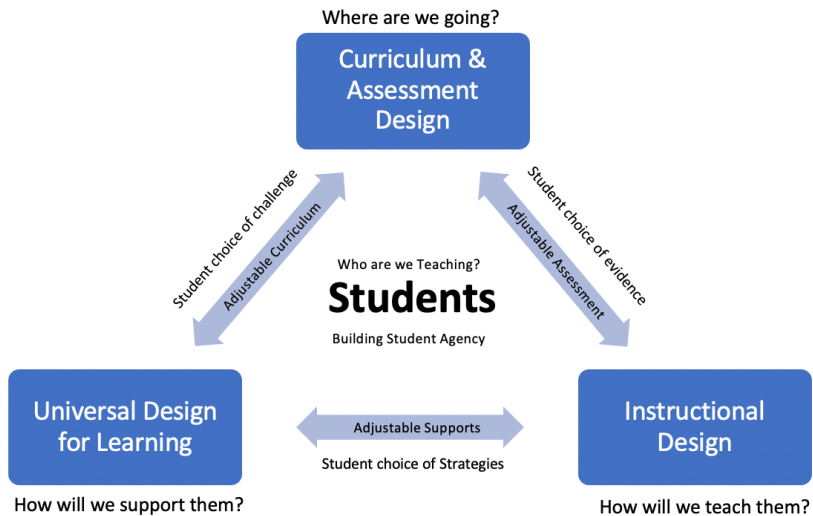 Where are we going?
Curriculum &
Assessment
Design
Student choice of challenge
Adjustable Curriculum
Student choice of evidence
Adjustable Assessment
Who are we Teaching?
Students
Building Student Agency
Universal Design
for Learning
Adjustable Supports
Student choice of Strategies
Instructional
Design
How will we support them?
How will we teach them?